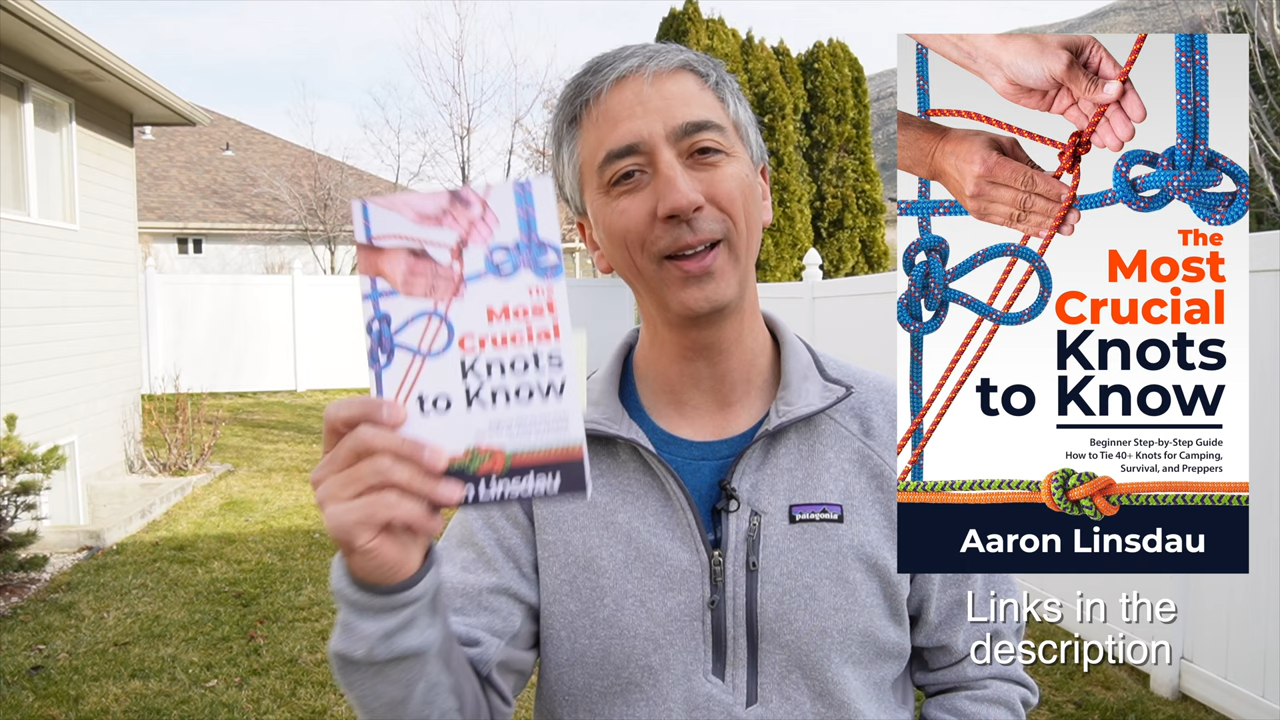 The
Most
Crucial
Knots
to Know
Linsdau
patagonia
The
Most
Crucial
Knots
to Know
Beginner Step-by-Step Guide
How to Tie 40+ Knots for Camping,
Survival, and Preppers
Aaron Linsdau
Links in the
description